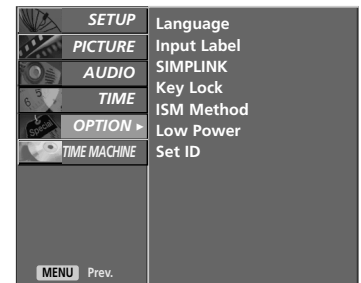 SETUP
PICTURE
AUDIO
TIME
OPTION ▸
TIME MACHINE
MENU Prev.
Language
Input Label
SIMPLINK
Key Lock
ISM Method
Low Power
Set ID